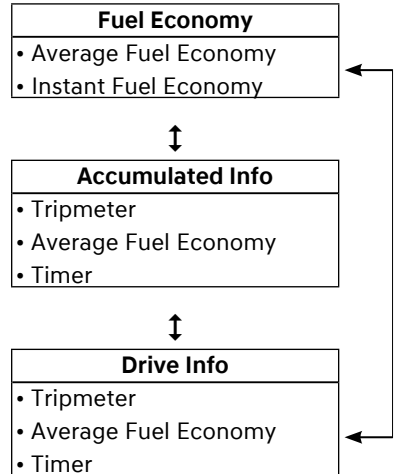 Fuel Economy
• Average Fuel Economy
• Instant Fuel Economy
Accumulated Info
• Tripmeter
• Average Fuel Economy
• Timer
Drive Info
• Tripmeter
• Average Fuel Economy
• Timer